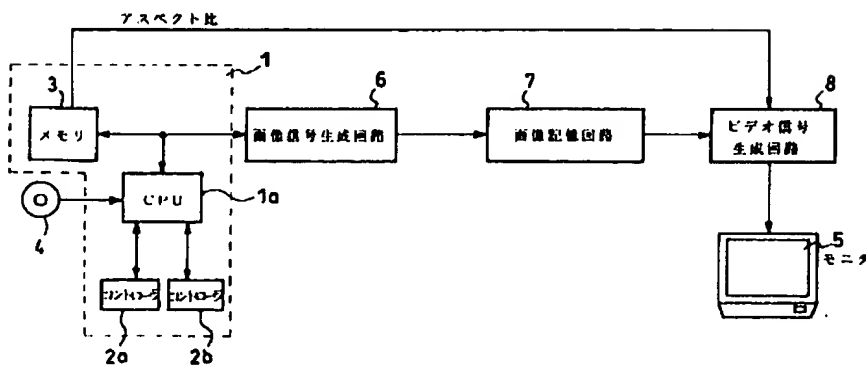 アスペクト比
1
3
メモリ
6
画像信号生成回路
7
画像記憶回路
8
ビデオ信号
生成回路
CPU
1a
4
5
モニタ
コントローラ
コントローラ
2a
2b